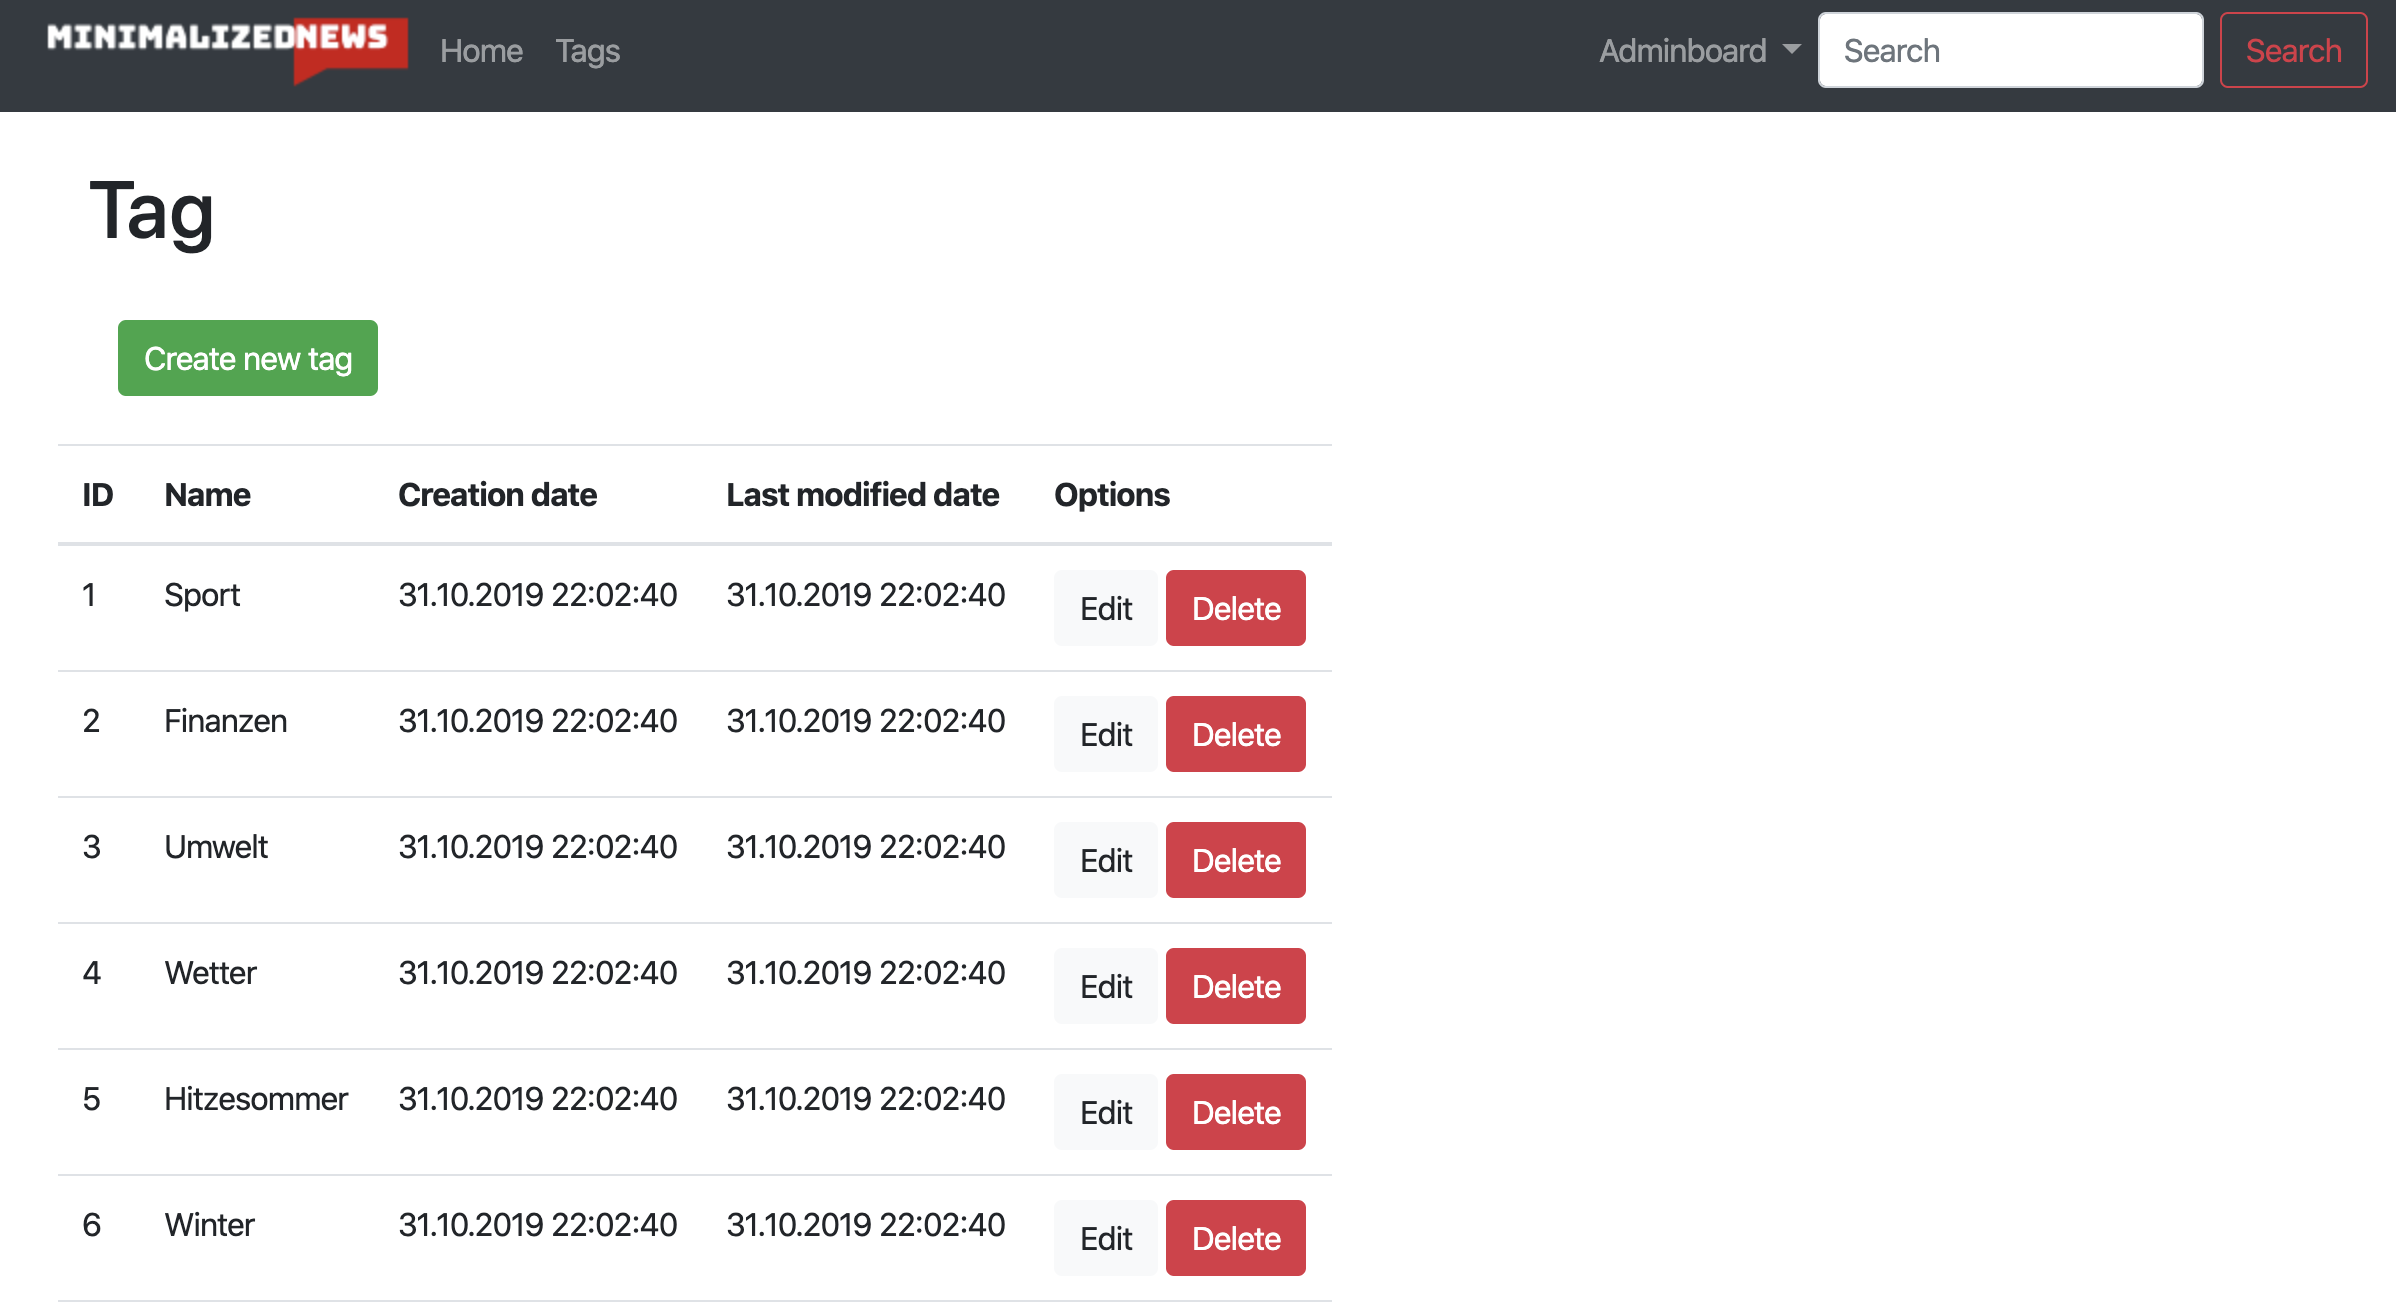 MINIMALIZEDNEWS Home Tags Adminboard Search Search
Tag
Create new tag
ID Name Creation date Last modified date Options
1 Sport 31.10.2019 22:02:40 31.10.2019 22:02:40 Edit Delete
2 Finanzen 31.10.2019 22:02:40 31.10.2019 22:02:40 Edit Delete
3 Umwelt 31.10.2019 22:02:40 31.10.2019 22:02:40 Edit Delete
4 Wetter 31.10.2019 22:02:40 31.10.2019 22:02:40 Edit Delete
5 Hitzesommer 31.10.2019 22:02:40 31.10.2019 22:02:40 Edit Delete
6 Winter 31.10.2019 22:02:40 31.10.2019 22:02:40 Edit Delete